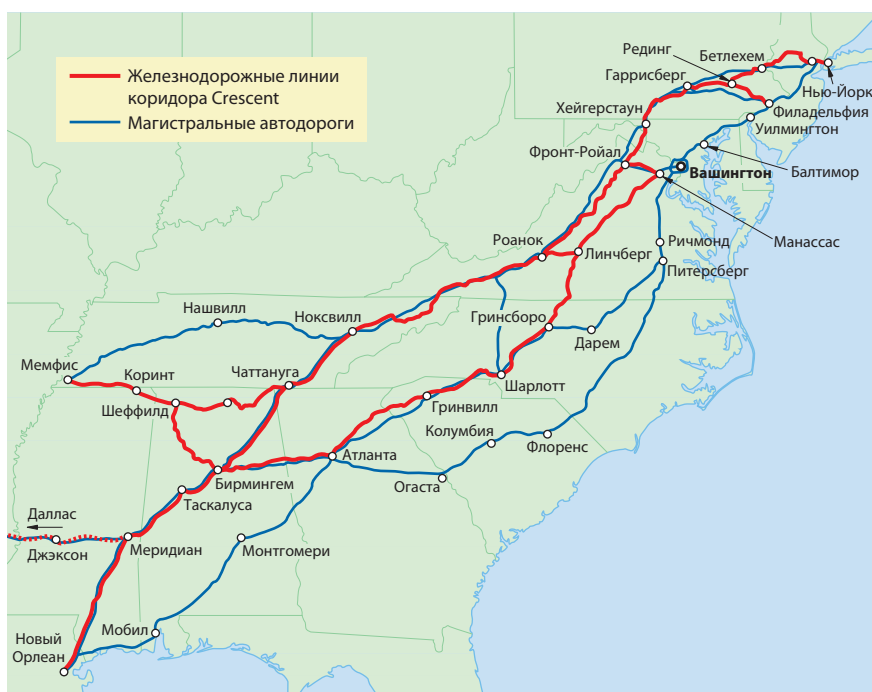 Железнодорожные линии
коридора Crescent
Магистральные автодороги
Рединг
Бетлехем
Гаррисберг
Нью-Йорк
Хейгерстаун
Филадельфия
Уилмингтон
Фронт-Ройал
Вашингтон
Балтимор
Роанок
Линчберг
Ричмонд
Манассас
Питерсберг
Нашвилл
Ноксвилл
Гринсборо
Дарем
Мемфис
Коринт
Чаттануга
Шарлотт
Шеффилд
Гринвилл
Колумбия
Флоренс
Атланта
Бирмингем
Огаста
Таскалуса
Даллас
Джэксон
Меридиан
Монтгомери
Мобил
Новый
Орлеан